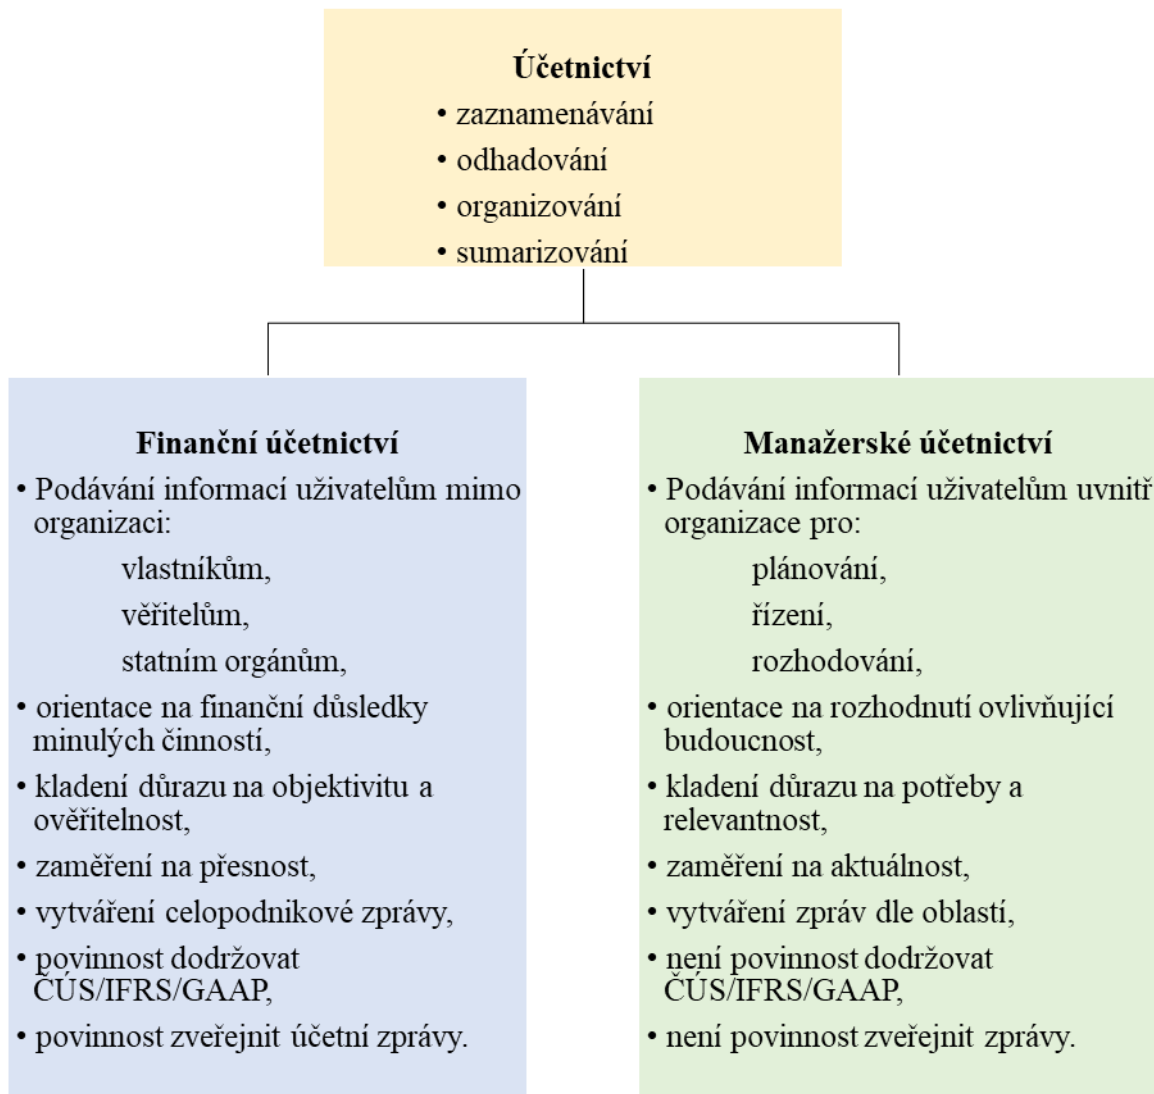 Účetnictví
• zaznamenávání
• odhadování
• organizování
• sumarizování
Finanční účetnictví
• Podávání informací uživatelům mimo
organizaci:
vlastníkům,
věřitelům,
statním orgánům,
• orientace na finanční důsledky
minulých činností,
• kladení důrazu na objektivitu a
ověřitelnost,
• zaměření na přesnost,
• vytváření celopodnikové zprávy,
• povinnost dodržovat
ČÚS/IFRS/GAAP,
• povinnost zveřejnit účetní zprávy.
Manažerské účetnictví
• Podávání informací uživatelům uvnitř
organizace pro:
plánování,
řízení,
rozhodování,
• orientace na rozhodnutí ovlivňující
budoucnost,
• kladení důrazu na potřeby a
relevantnost,
• zaměření na aktuálnost,
• vytváření zpráv dle oblastí,
• není povinnost dodržovat
ČÚS/IFRS/GAAP,
• není povinnost zveřejnit zprávy.